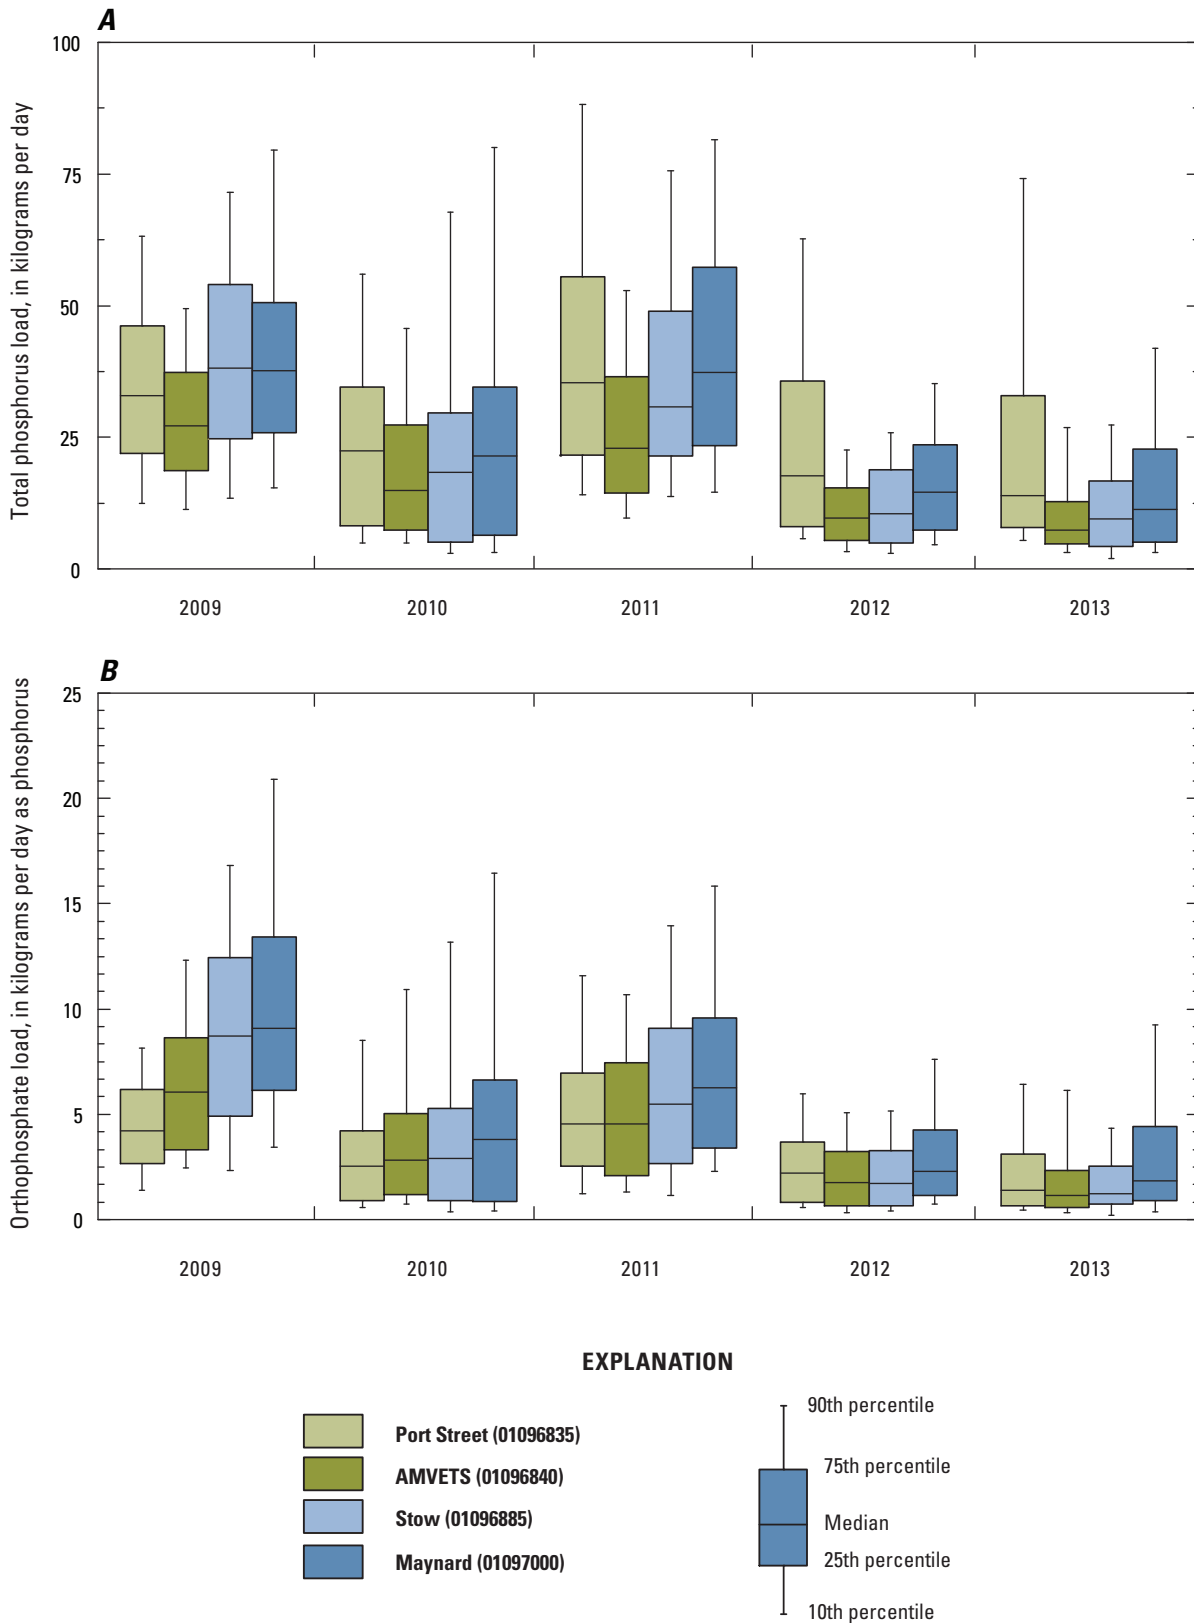 A
Total phosphorus load, in kilograms per day
100
75
50
25
0
2009 2010 2011 2012 2013
B
Orthophosphate load, in kilograms per day as phosphorus
25
20
15
10
5
0
2009 2010 2011 2012 2013
EXPLANATION
Port Street (01096835)
AMVETS (01096840)
Stow (01096885)
Maynard (01097000)
90th percentile
75th percentile
Median
25th percentile
10th percentile